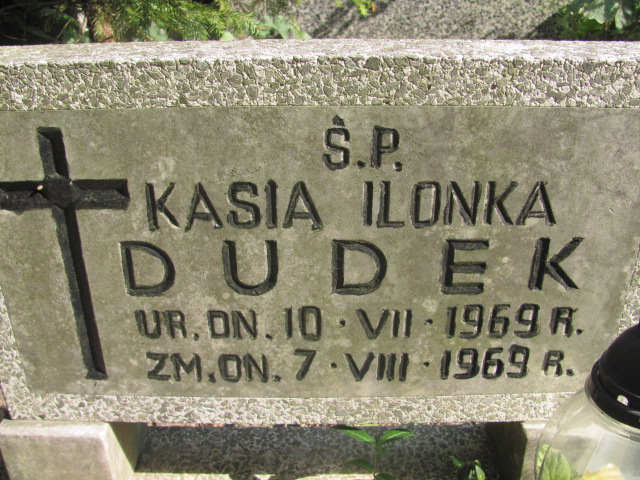 Ś.P.
KASIA ILONKA
DUDEK
UR. DN. 10 · VII · 1969 R.
ZM. DN. 7 · VIII · 1969 R.